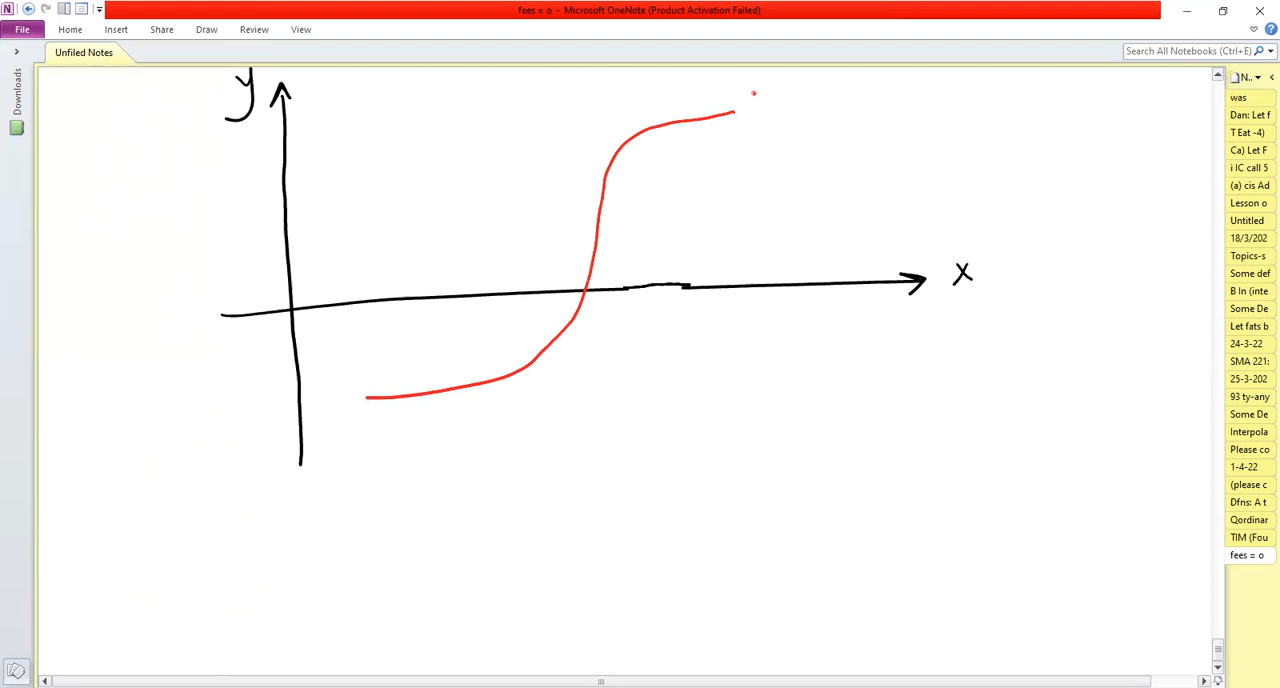 fees = o - Microsoft OneNote (Product Activation Failed)
File Home Insert Share Draw Review View
Unfiled Notes
Search All Notebooks (Ctrl+E)
Downloads
N..
was
Dan: Let f
T Eat -4)
Ca) Let F
i IC call 5
(a) cis Ad
Lesson o
Untitled
18/3/202
Topics-s
Some def
B In (inte
Some De
Let fats b
24-3-22
SMA 221:
25-3-202
93 ty-any
Some De
Interpola
Please co
1-4-22
(please c
Dfns: A t
Qordinar
TIM (Fou
fees = o
y
x